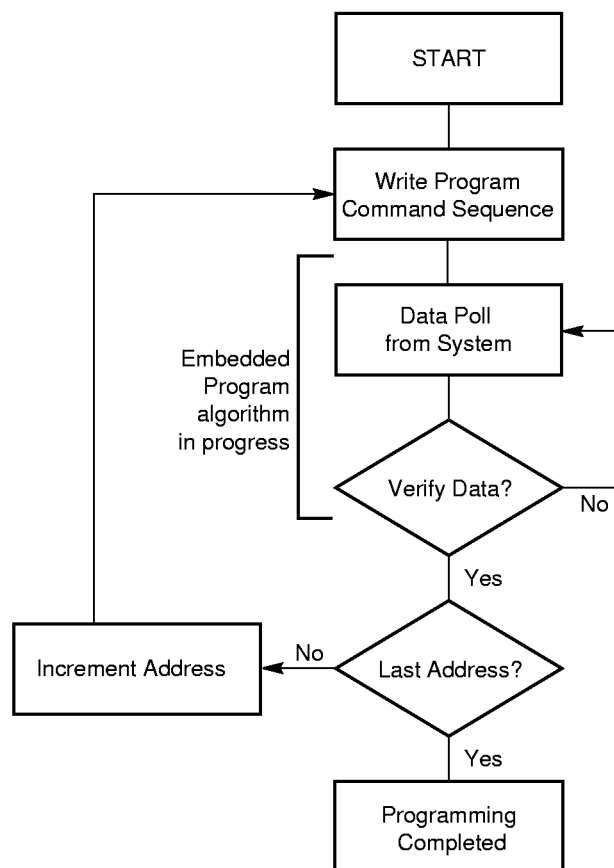 START
Write Program
Command Sequence
Data Poll
from System
Embedded
Program
algorithm
in progress
Verify Data?
No
Yes
Increment Address
No
Last Address?
Yes
Programming
Completed